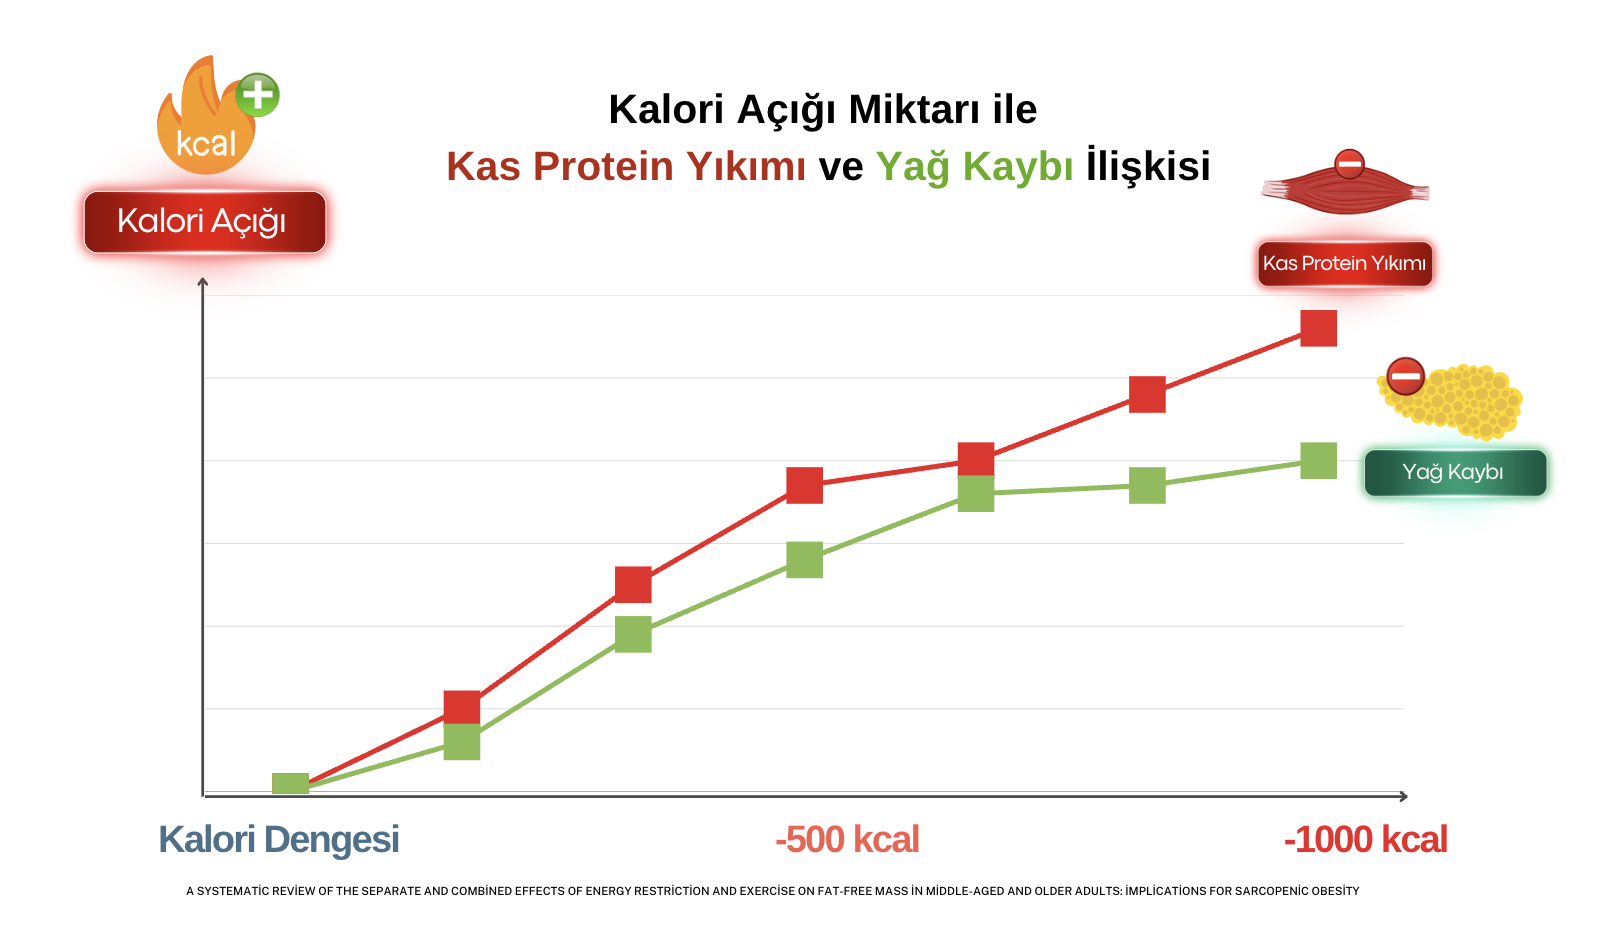 kcal
Kalori Açığı
Kalori Açığı Miktarı ile
Kas Protein Yıkımı ve Yağ Kaybı İlişkisi
Kas Protein Yıkımı
Yağ Kaybı
Kalori Dengesi
-500 kcal
-1000 kcal
A SYSTEMATİC REVİEW OF THE SEPARATE AND COMBİNED EFFECTS OF ENERGY RESTRİCTİON AND EXERCİSE ON FAT-FREE MASS İN MİDDLE-AGED AND OLDER ADULTS: İMPLİCATİONS FOR SARCOPENİC OBESİTY